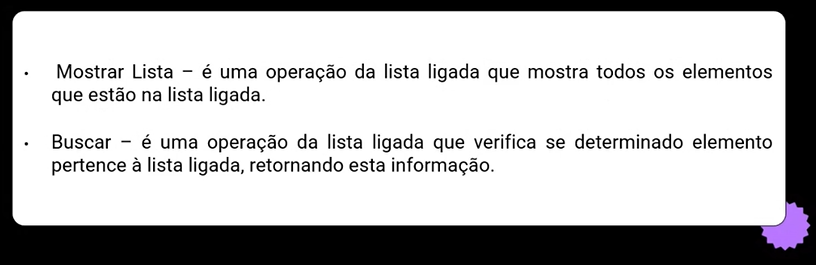 • Mostrar Lista – é uma operação da lista ligada que mostra todos os elementos
que estão na lista ligada.
• Buscar – é uma operação da lista ligada que verifica se determinado elemento
pertence à lista ligada, retornando esta informação.